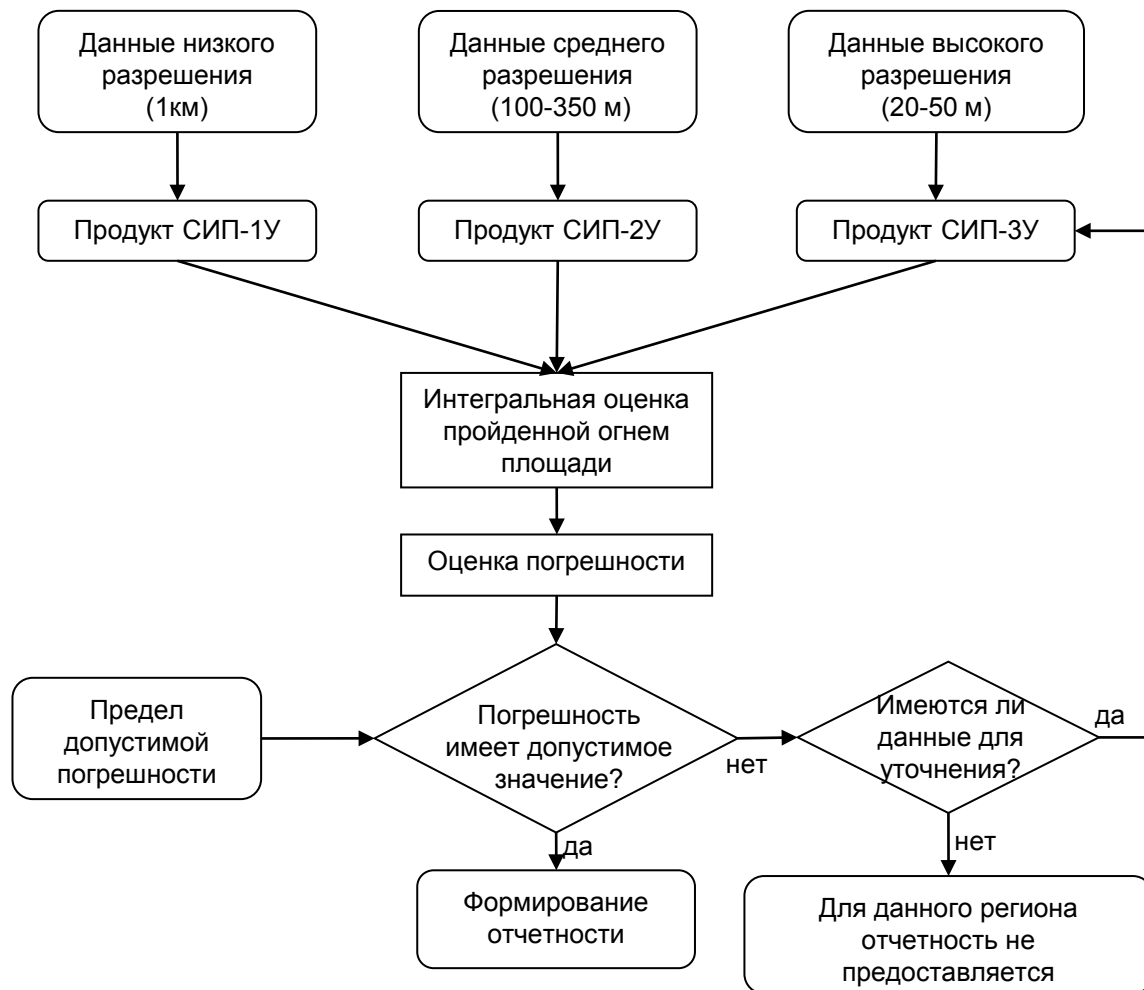 Данные низкого
разрешения
(1км)
Данные среднего
разрешения
(100-350 м)
Данные высокого
разрешения
(20-50 м)
Продукт СИП-1У
Продукт СИП-2У
Продукт СИП-3У
Интегральная оценка
пройденной огнем
площади
Оценка погрешности
Предел
допустимой
погрешности
Погрешность
имеет допустимое
значение?
нет
Имеются ли
данные для
уточнения?
да
да
нет
Формирование
отчетности
Для данного региона
отчетность не
предоставляется